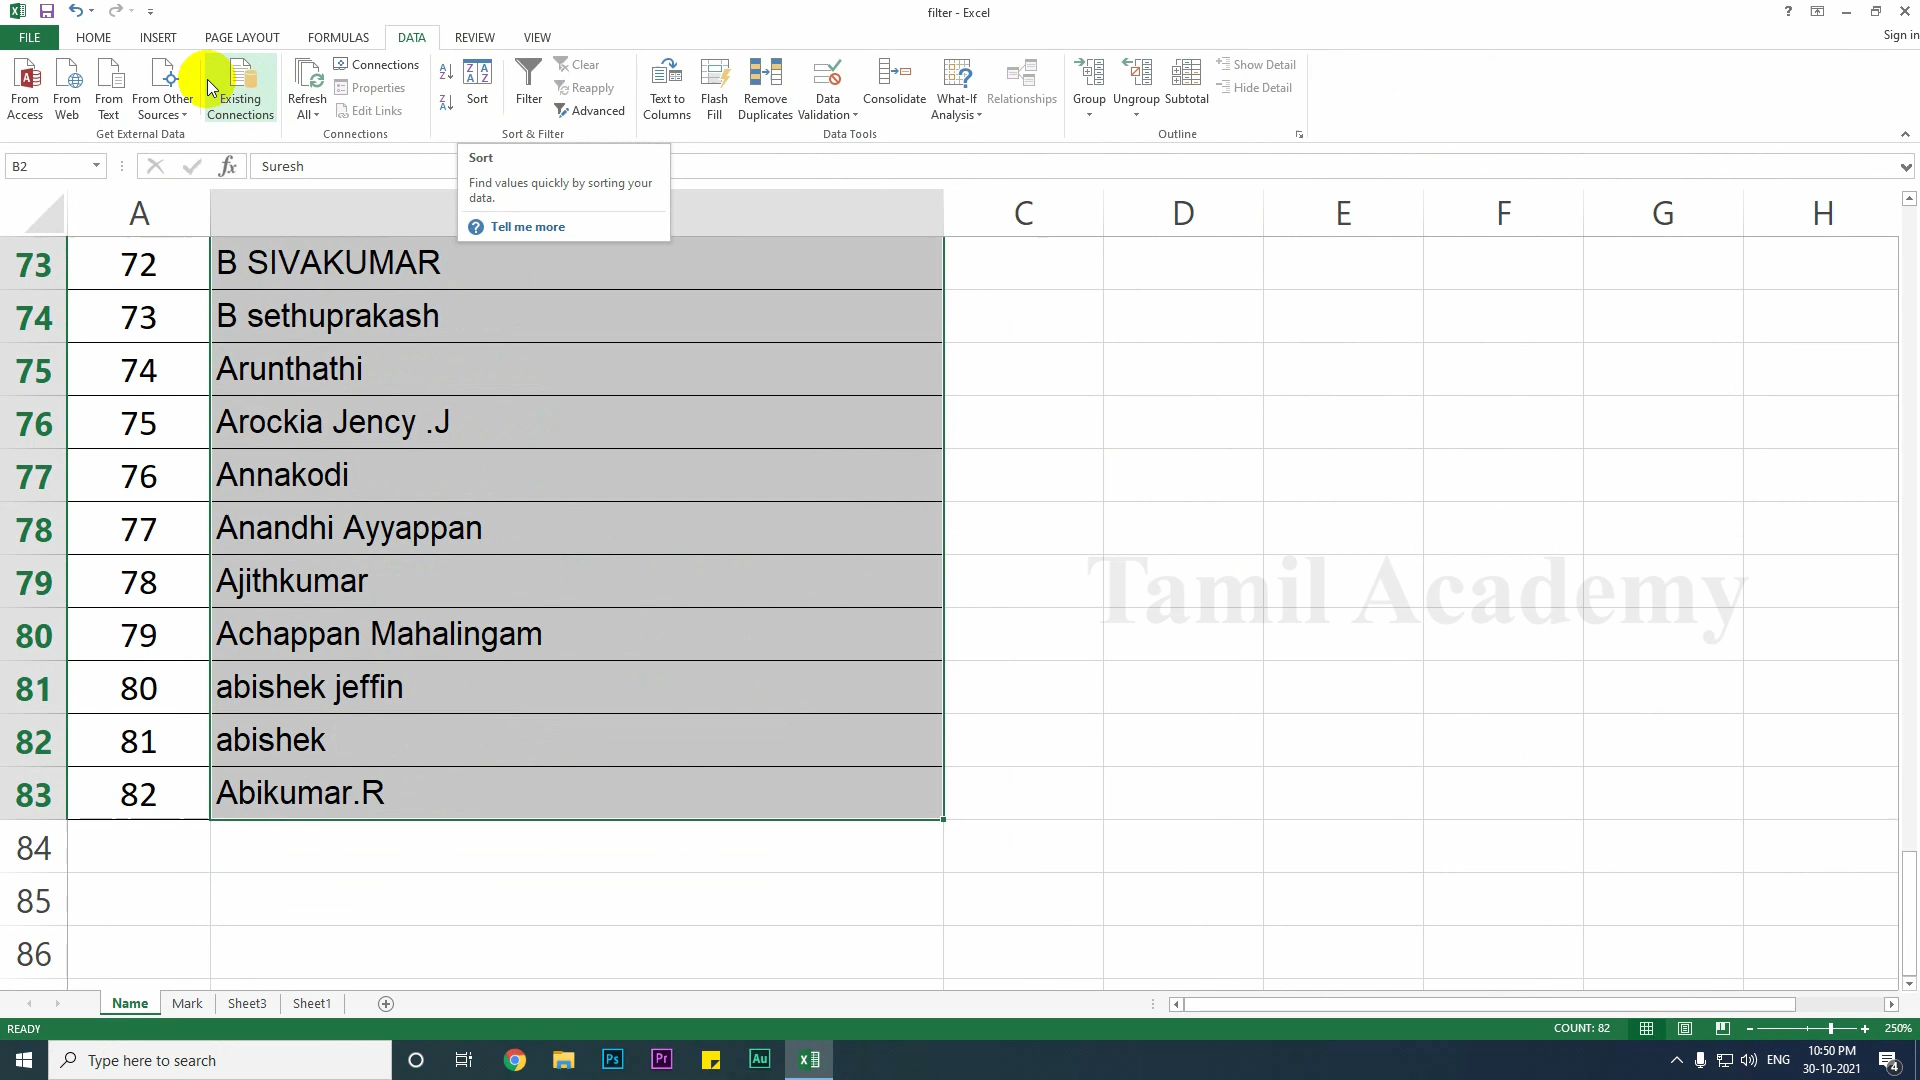 filter - Excel
?
FILE HOME INSERT PAGE LAYOUT FORMULAS DATA REVIEW VIEW
Sign in
From Access
From Web
From Text
From Other Sources
Existing Connections
Get External Data
Refresh All
Connections
Properties
Edit Links
Connections
Sort
Filter
Clear
Reapply
Advanced
Sort & Filter
Text to Columns
Flash Fill
Remove Duplicates
Data Validation
Consolidate
What-If Analysis
Relationships
Data Tools
Group
Ungroup
Subtotal
Show Detail
Hide Detail
Outline
B2 fx Suresh
Sort
Find values quickly by sorting your
data.
? Tell me more
A C D E F G H
73 72 B SIVAKUMAR
74 73 B sethuprakash
75 74 Arunthathi
76 75 Arockia Jency .J
77 76 Annakodi
78 77 Anandhi Ayyappan
79 78 Ajithkumar
80 79 Achappan Mahalingam
81 80 abishek jeffin
82 81 abishek
83 82 Abikumar.R
84
85
86
Tamil Academy
Name Mark Sheet3 Sheet1
READY COUNT: 82 250%
Type here to search
Ps Pr Au
ENG
10:50 PM
30-10-2021
4